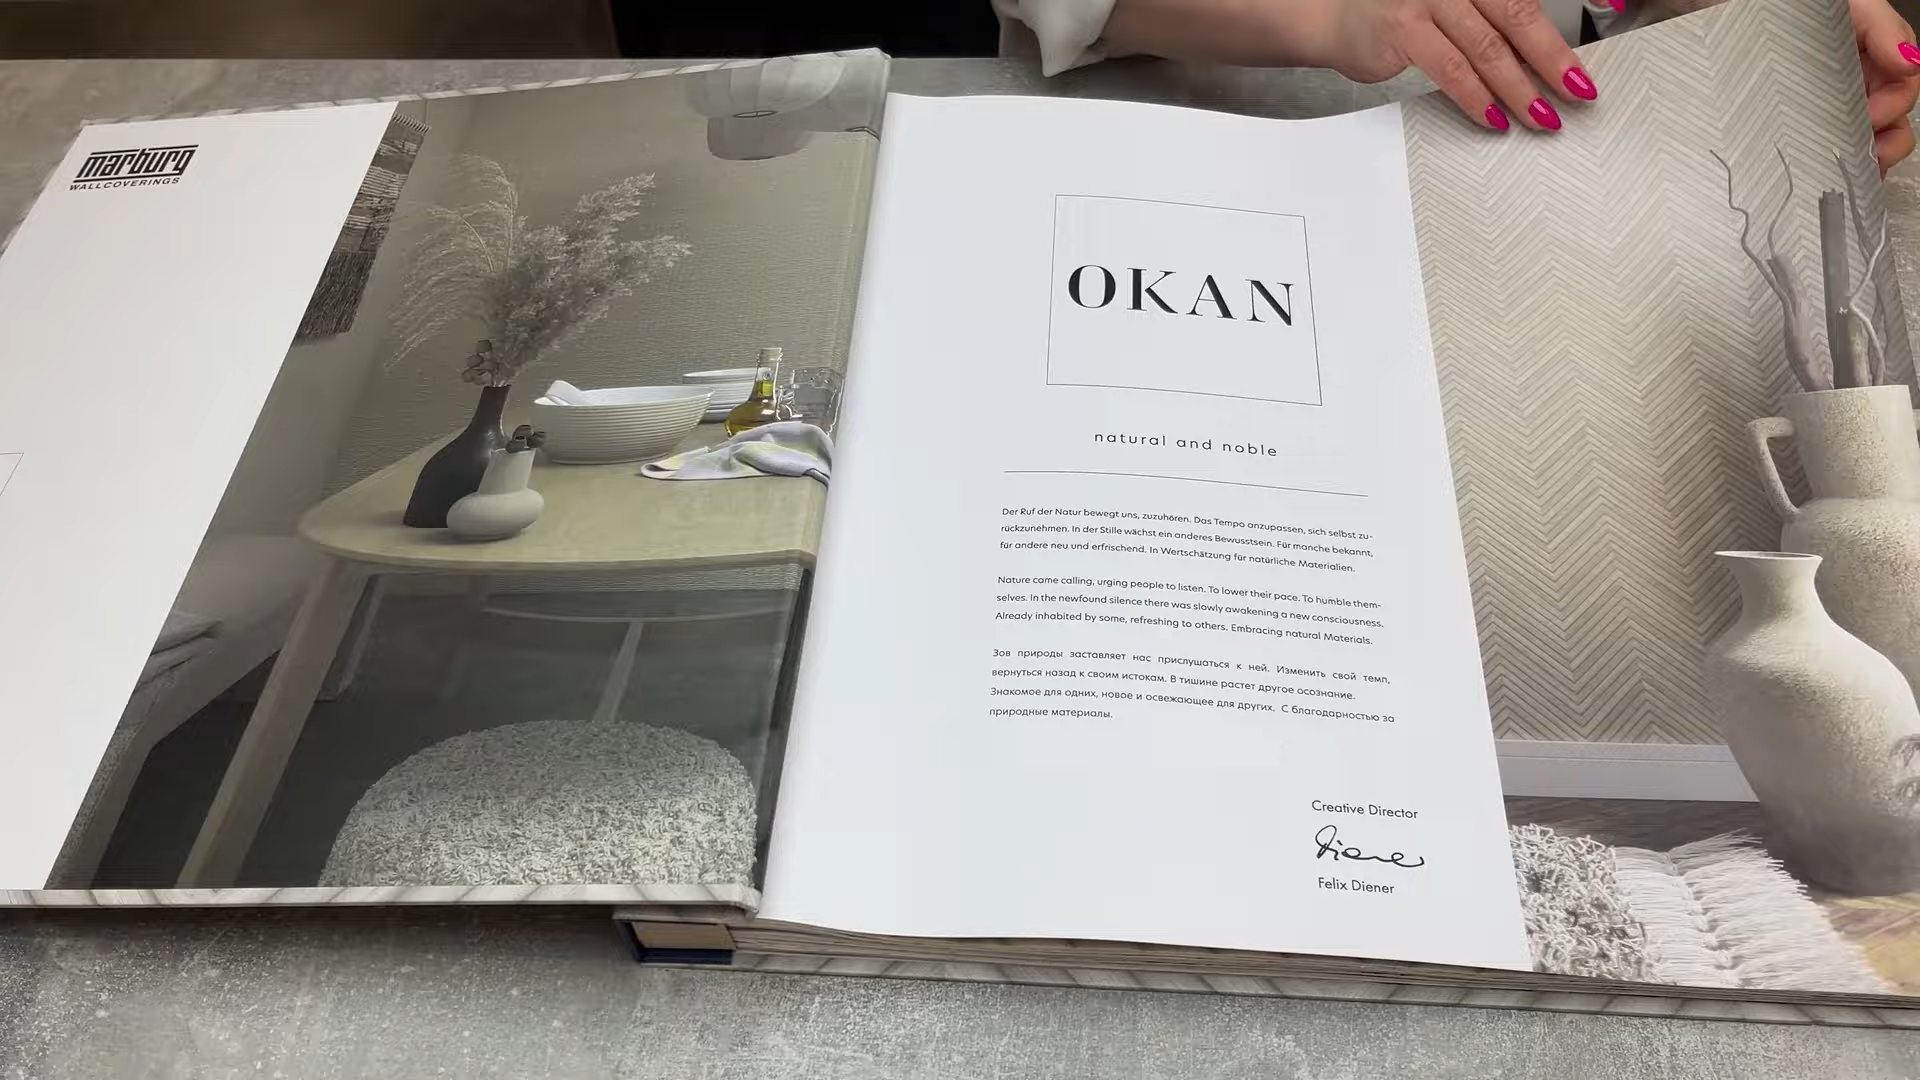 marburg
WALLCOVERINGS
OKAN
natural and noble
Der Ruf der Natur bewegt uns, zuzuhören. Das Tempo anzupassen, sich selbst zu-
rückzunehmen. In der Stille wächst ein anderes Bewusstsein. Für manche bekannt,
für andere neu und erfrischend. In Wertschätzung für natürliche Materialien.
Nature came calling, urging people to listen. To lower their pace. To humble them-
selves. In the newfound silence there was slowly awakening a new consciousness.
Already inhabited by some, refreshing to others. Embracing natural Materials.
Зов природы заставляет нас прислушаться к ней. Изменить свой темп,
вернуться назад к своим истокам. В тишине растет другое осознание.
Знакомое для одних, новое и освежающее для других. С благодарностью за
природные материалы.
Creative Director
Diener
Felix Diener